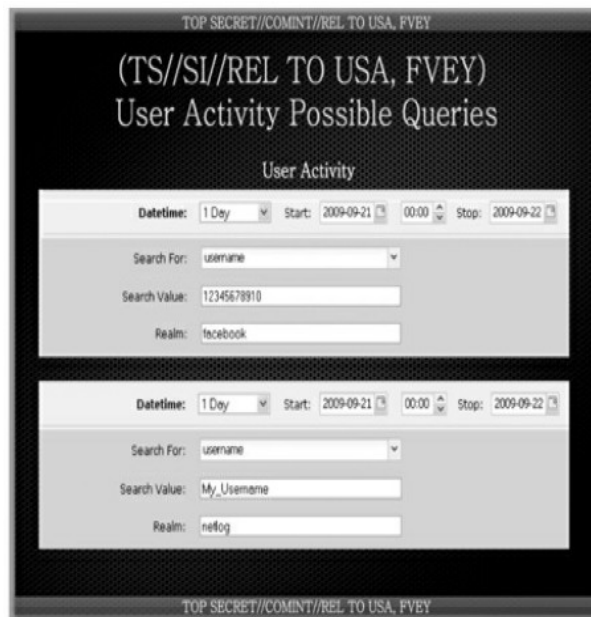 TOP SECRET//COMINT//REL TO USA, FVEY
(TS//SI//REL TO USA, FVEY)
User Activity Possible Queries
User Activity
Datetime: 1 Day Start: 2009-09-21 00:00 Stop: 2009-09-22
Search For: username
Search Value: 12345678910
Realm: facebook
Datetime: 1 Day Start: 2009-09-21 00:00 Stop: 2009-09-22
Search For: username
Search Value: My_Username
Realm: netlog
TOP SECRET//COMINT//REL TO USA, FVEY